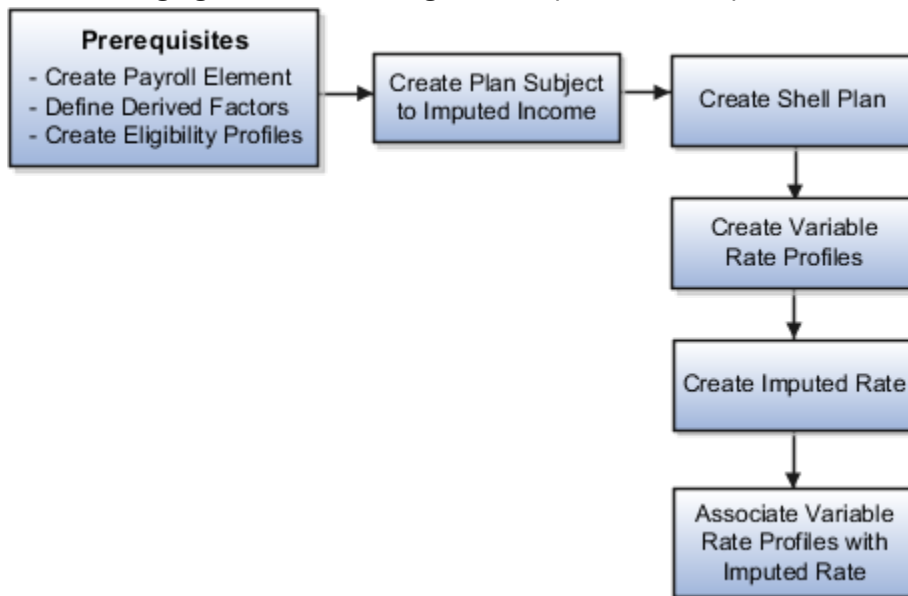 Prerequisites
- Create Payroll Element
- Define Derived Factors
- Create Eligibility Profiles
Create Plan Subject
to Imputed Income
Create Shell Plan
Create Variable
Rate Profiles
Create Imputed Rate
Associate Variable
Rate Profiles with
Imputed Rate